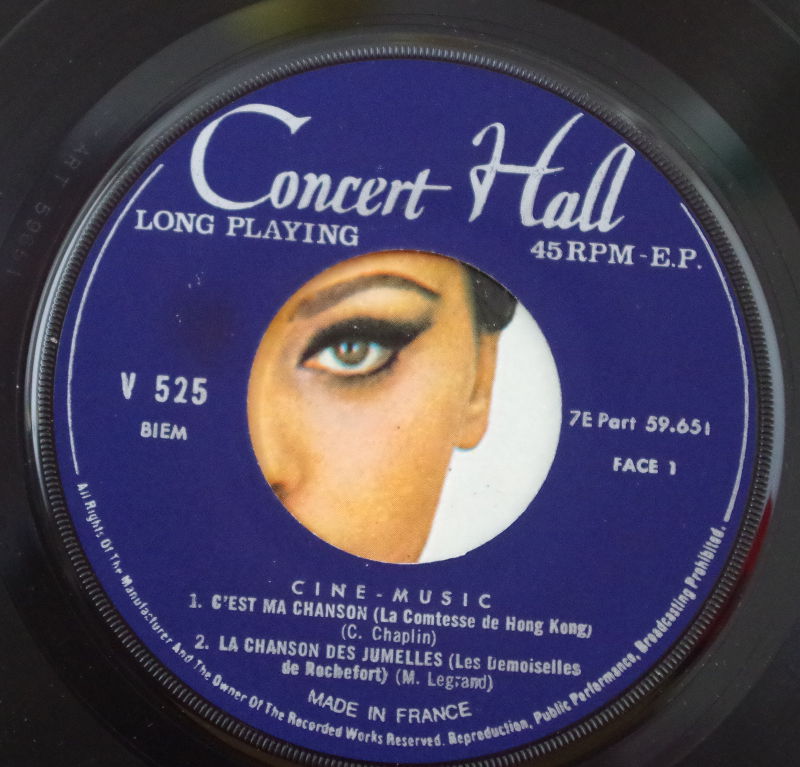 Concert Hall
LONG PLAYING
45 RPM - E.P.
V 525
BIEM
7E Part 59.651
FACE 1
CINE-MUSIC
1. C'EST MA CHANSON (La Comtesse de Hong Kong)
(C. Chaplin)
2. LA CHANSON DES JUMELLES (Les Demoiselles
de Rochefort) (M. Legrand)
MADE IN FRANCE
All Rights Of The Manufacturer And The Owner Of The Recorded Works Reserved. Reproduction, Public Performance, Broadcasting Prohibited.
ART 59651